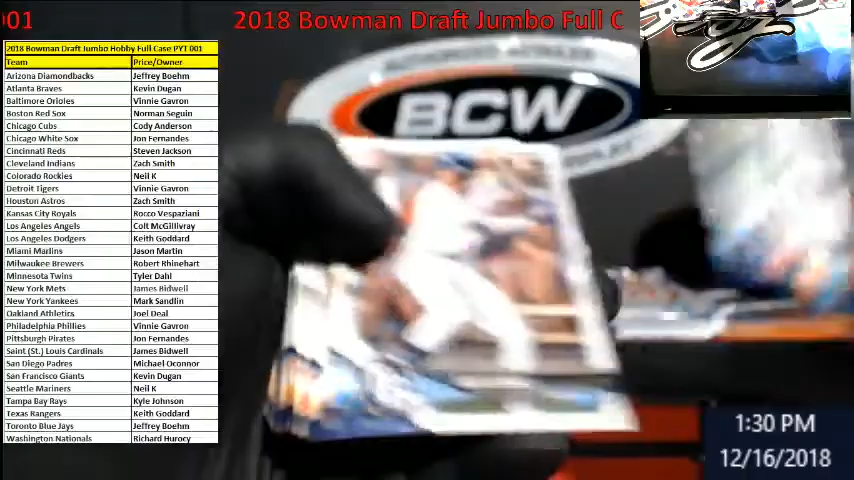 001
2018 Bowman Draft Jumbo Full C
2018 Bowman Draft Jumbo Hobby Full Case PYT 001
Team Price/Owner
Arizona Diamondbacks Jeffrey Boehm
Atlanta Braves Kevin Dugan
Baltimore Orioles Vinnie Gavron
Boston Red Sox Norman Seguin
Chicago Cubs Cody Anderson
Chicago White Sox Jon Fernandes
Cincinnati Reds Steven Jackson
Cleveland Indians Zach Smith
Colorado Rockies Neil K
Detroit Tigers Vinnie Gavron
Houston Astros Zach Smith
Kansas City Royals Rocco Vespaziani
Los Angeles Angels Colt McGillivray
Los Angeles Dodgers Keith Goddard
Miami Marlins Jason Martin
Milwaukee Brewers Robert Rhinehart
Minnesota Twins Tyler Dahl
New York Mets James Bidwell
New York Yankees Mark Sandlin
Oakland Athletics Joel Deal
Philadelphia Phillies Vinnie Gavron
Pittsburgh Pirates Jon Fernandes
Saint (St.) Louis Cardinals James Bidwell
San Diego Padres Michael Oconnor
San Francisco Giants Kevin Dugan
Seattle Mariners Neil K
Tampa Bay Rays Kyle Johnson
Texas Rangers Keith Goddard
Toronto Blue Jays Jeffrey Boehm
Washington Nationals Richard Hurocy
BCW
1:30 PM
12/16/2018